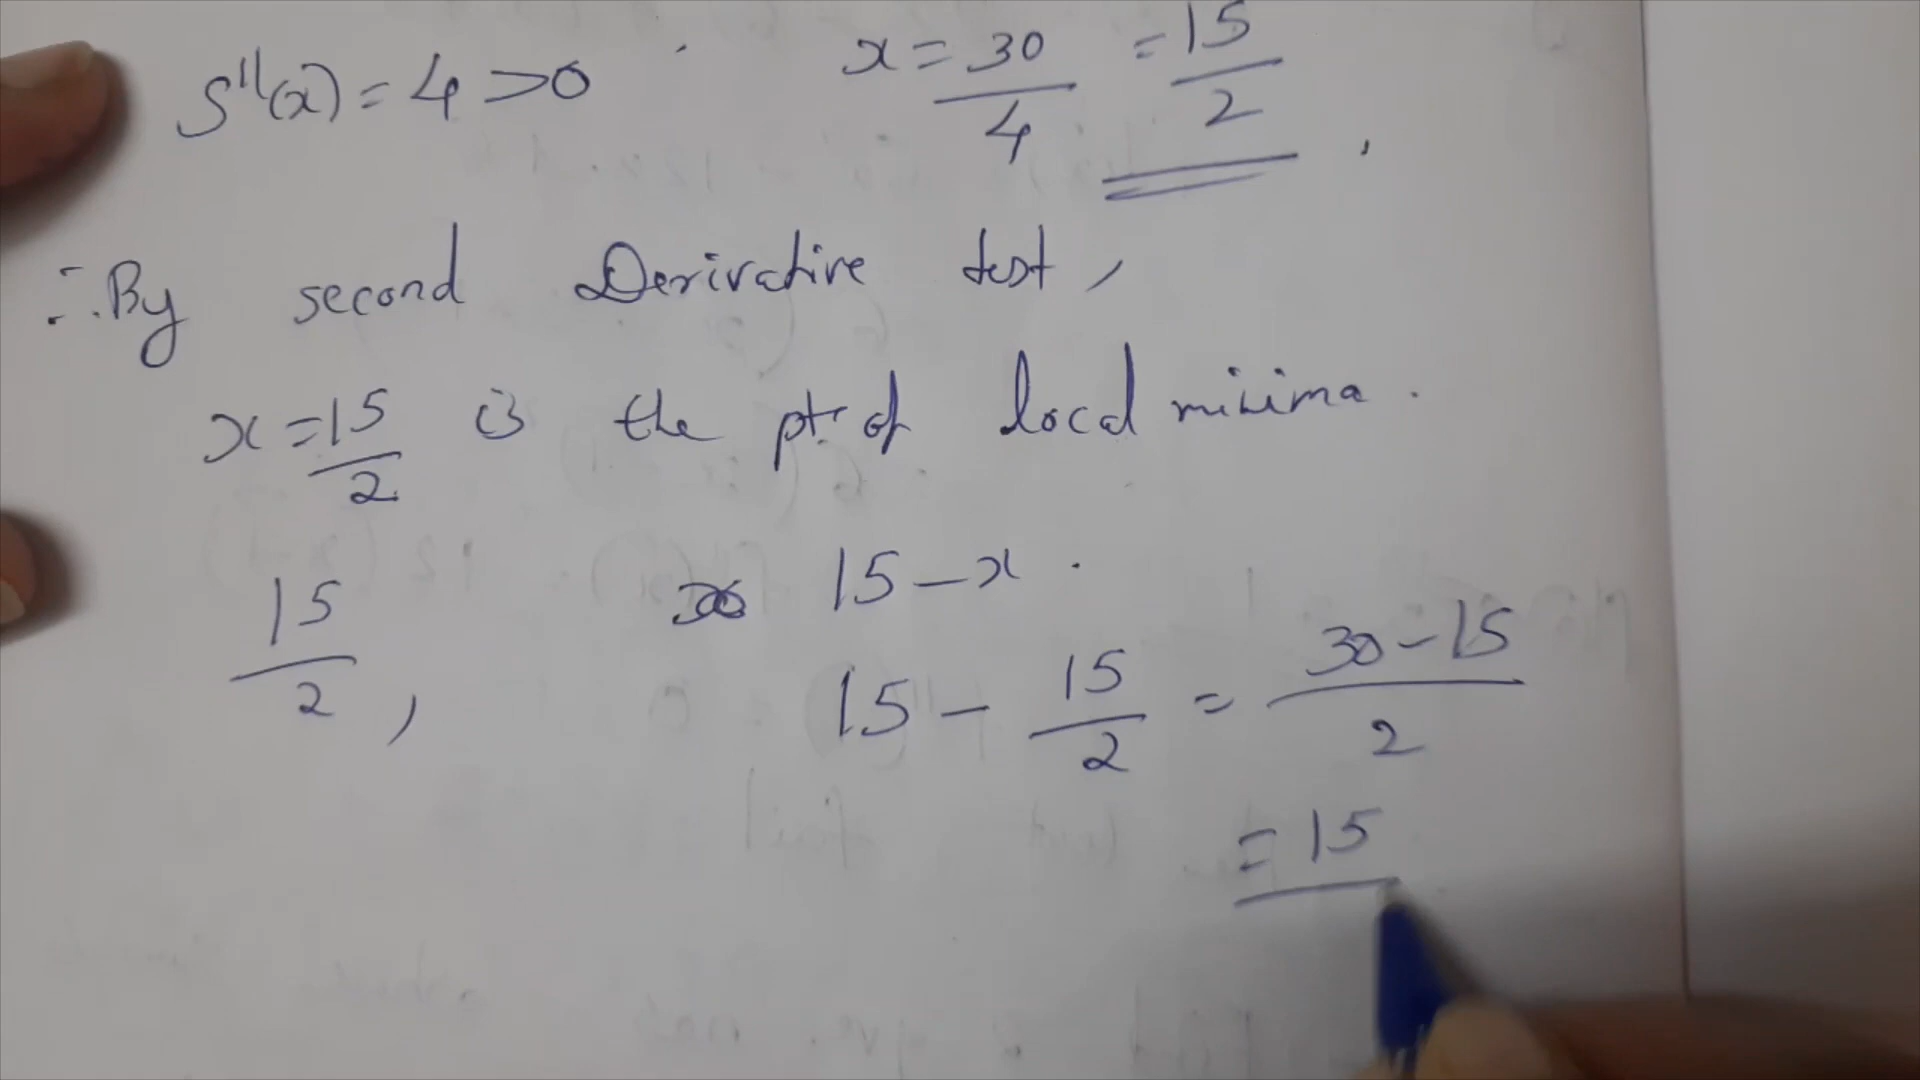 S''(x) = 4 > 0 x = 30/4 = 15/2
∴ By second Derivative test,
x = 15/2 is the pt. of local minima.
15/2, 15 - x.
15 - 15/2 = 30 - 15/2
= 15